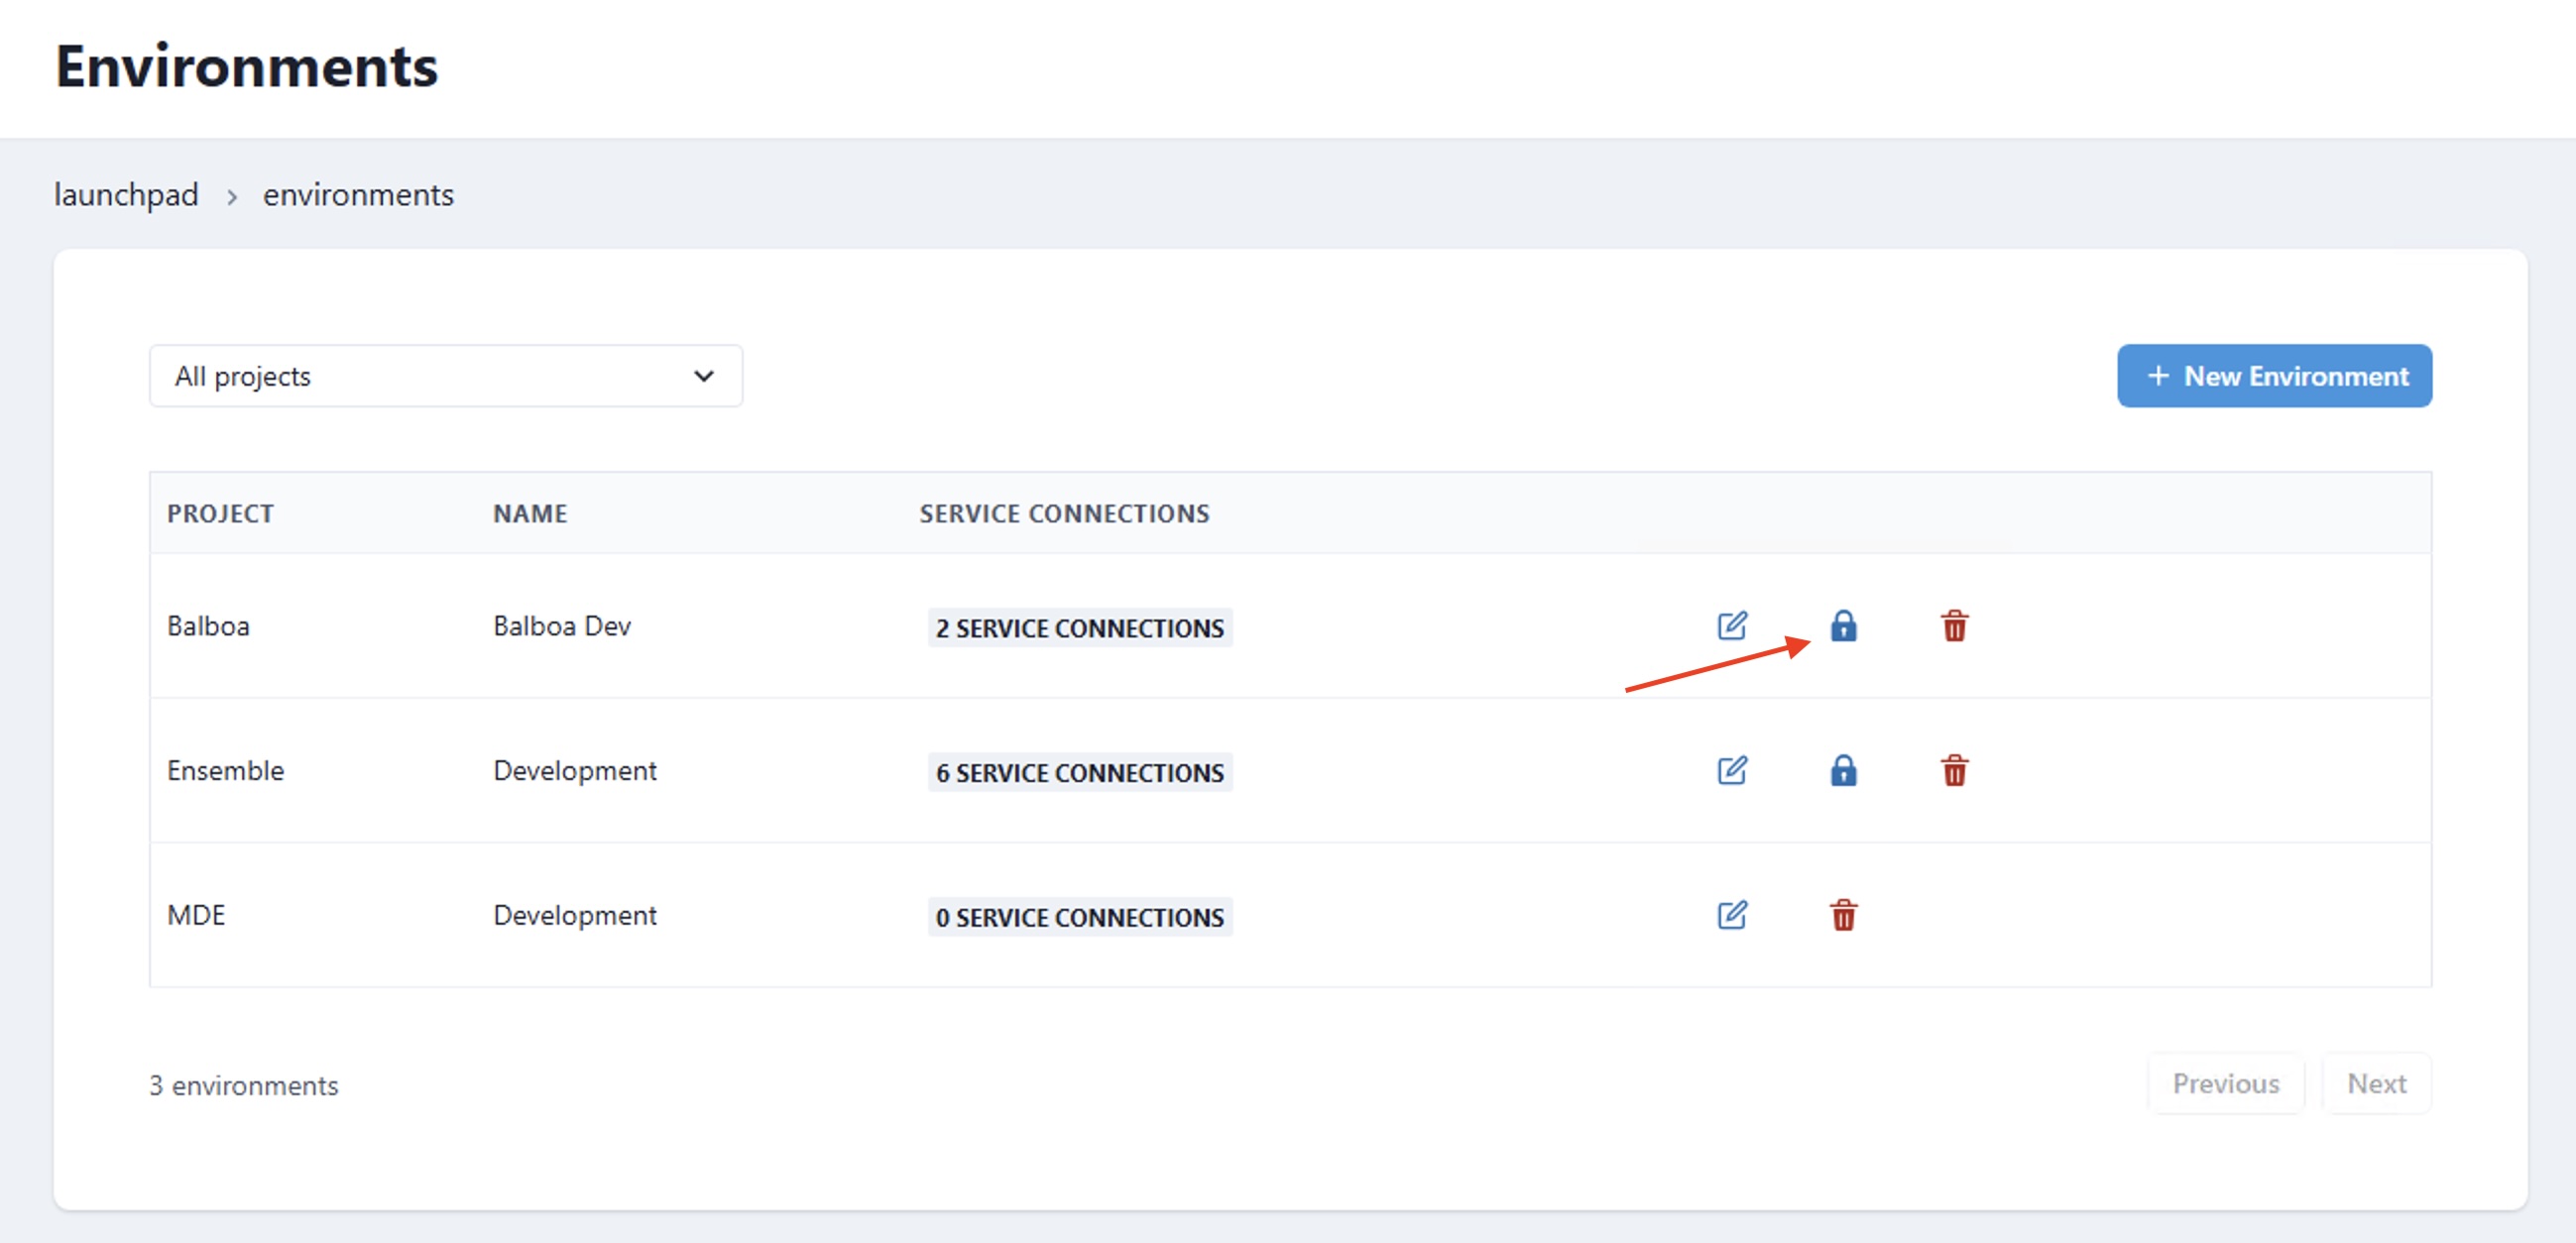 Environments
launchpad > environments
All projects
+ New Environment
PROJECT NAME SERVICE CONNECTIONS
Balboa Balboa Dev 2 SERVICE CONNECTIONS
Ensemble Development 6 SERVICE CONNECTIONS
MDE Development 0 SERVICE CONNECTIONS
3 environments
Previous Next